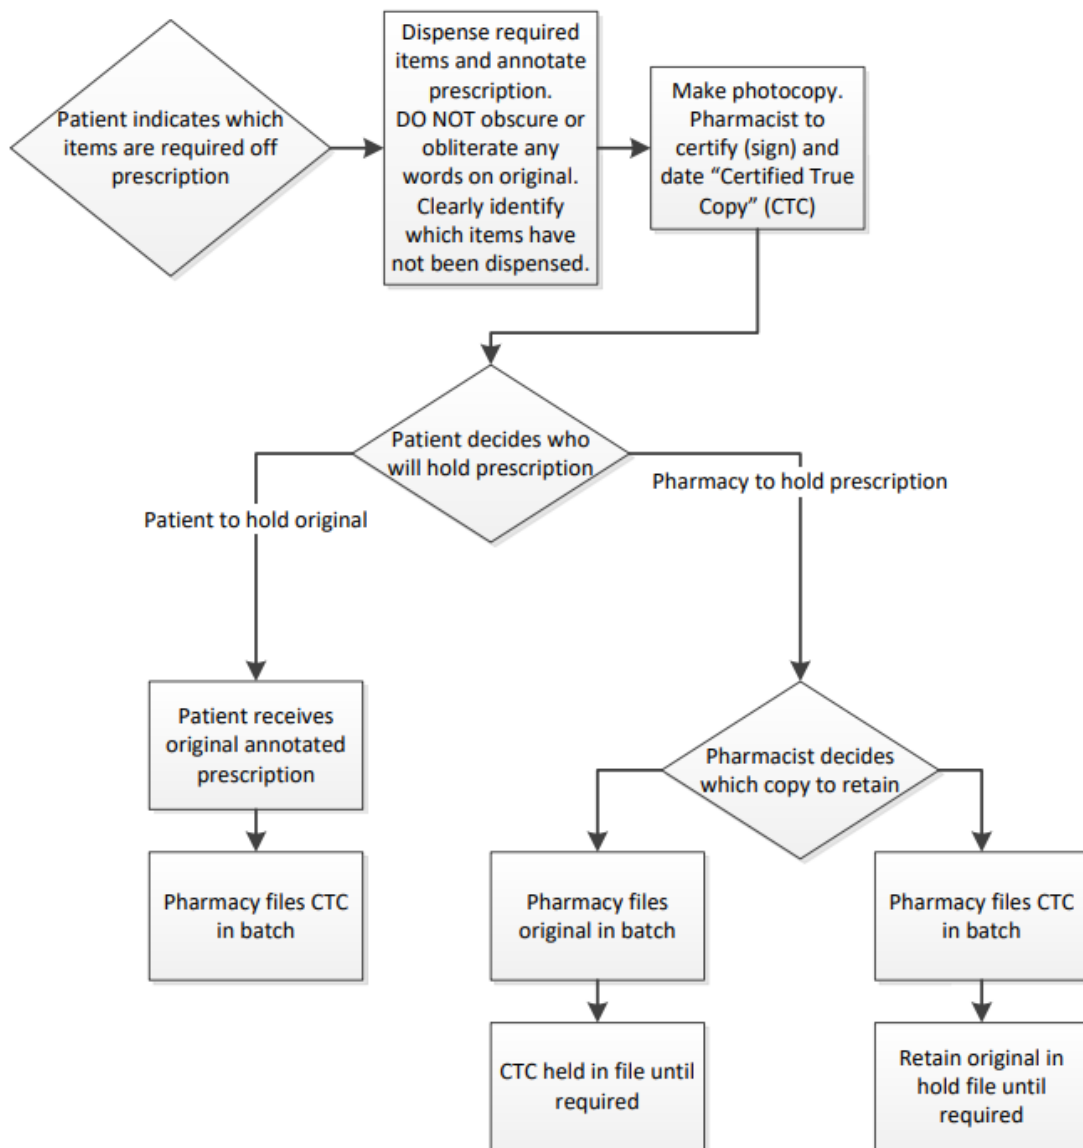 Patient indicates which
items are required off
prescription
Dispense required
items and annotate
prescription.
DO NOT obscure or
obliterate any
words on original.
Clearly identify
which items have
not been dispensed.
Make photocopy.
Pharmacist to
certify (sign) and
date “Certified True
Copy” (CTC)
Patient decides who
will hold prescription
Patient to hold original
Pharmacy to hold prescription
Patient receives
original annotated
prescription
Pharmacy files CTC
in batch
Pharmacist decides
which copy to retain
Pharmacy files
original in batch
CTC held in file until
required
Pharmacy files CTC
in batch
Retain original in
hold file until
required